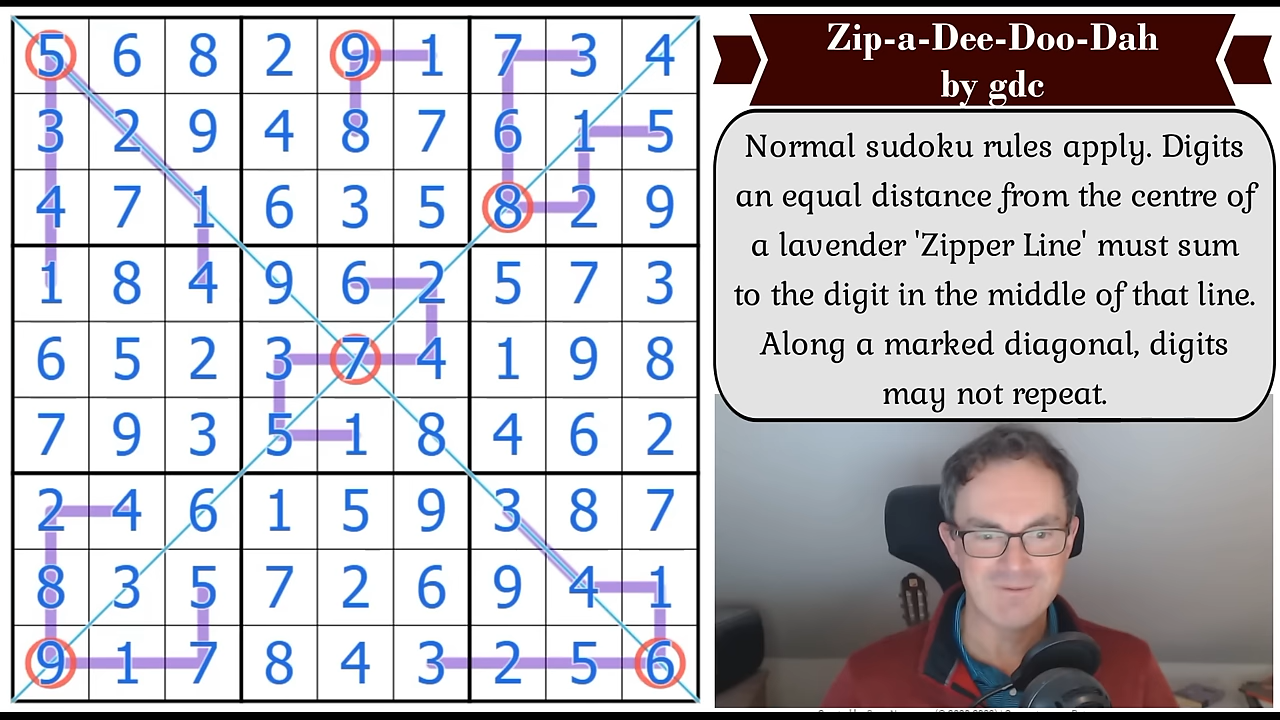 Zip-a-Dee-Doo-Dah
by gdc
Normal sudoku rules apply. Digits
an equal distance from the centre of
a lavender 'Zipper Line' must sum
to the digit in the middle of that line.
Along a marked diagonal, digits
may not repeat.
5 6 8 2 9 1 7 3 4
3 2 9 4 8 7 6 1 5
4 7 1 6 3 5 8 2 9
1 8 4 9 6 2 5 7 3
6 5 2 3 7 4 1 9 8
7 9 3 5 1 8 4 6 2
2 4 6 1 5 9 3 8 7
8 3 5 7 2 6 9 4 1
9 1 7 8 4 3 2 5 6